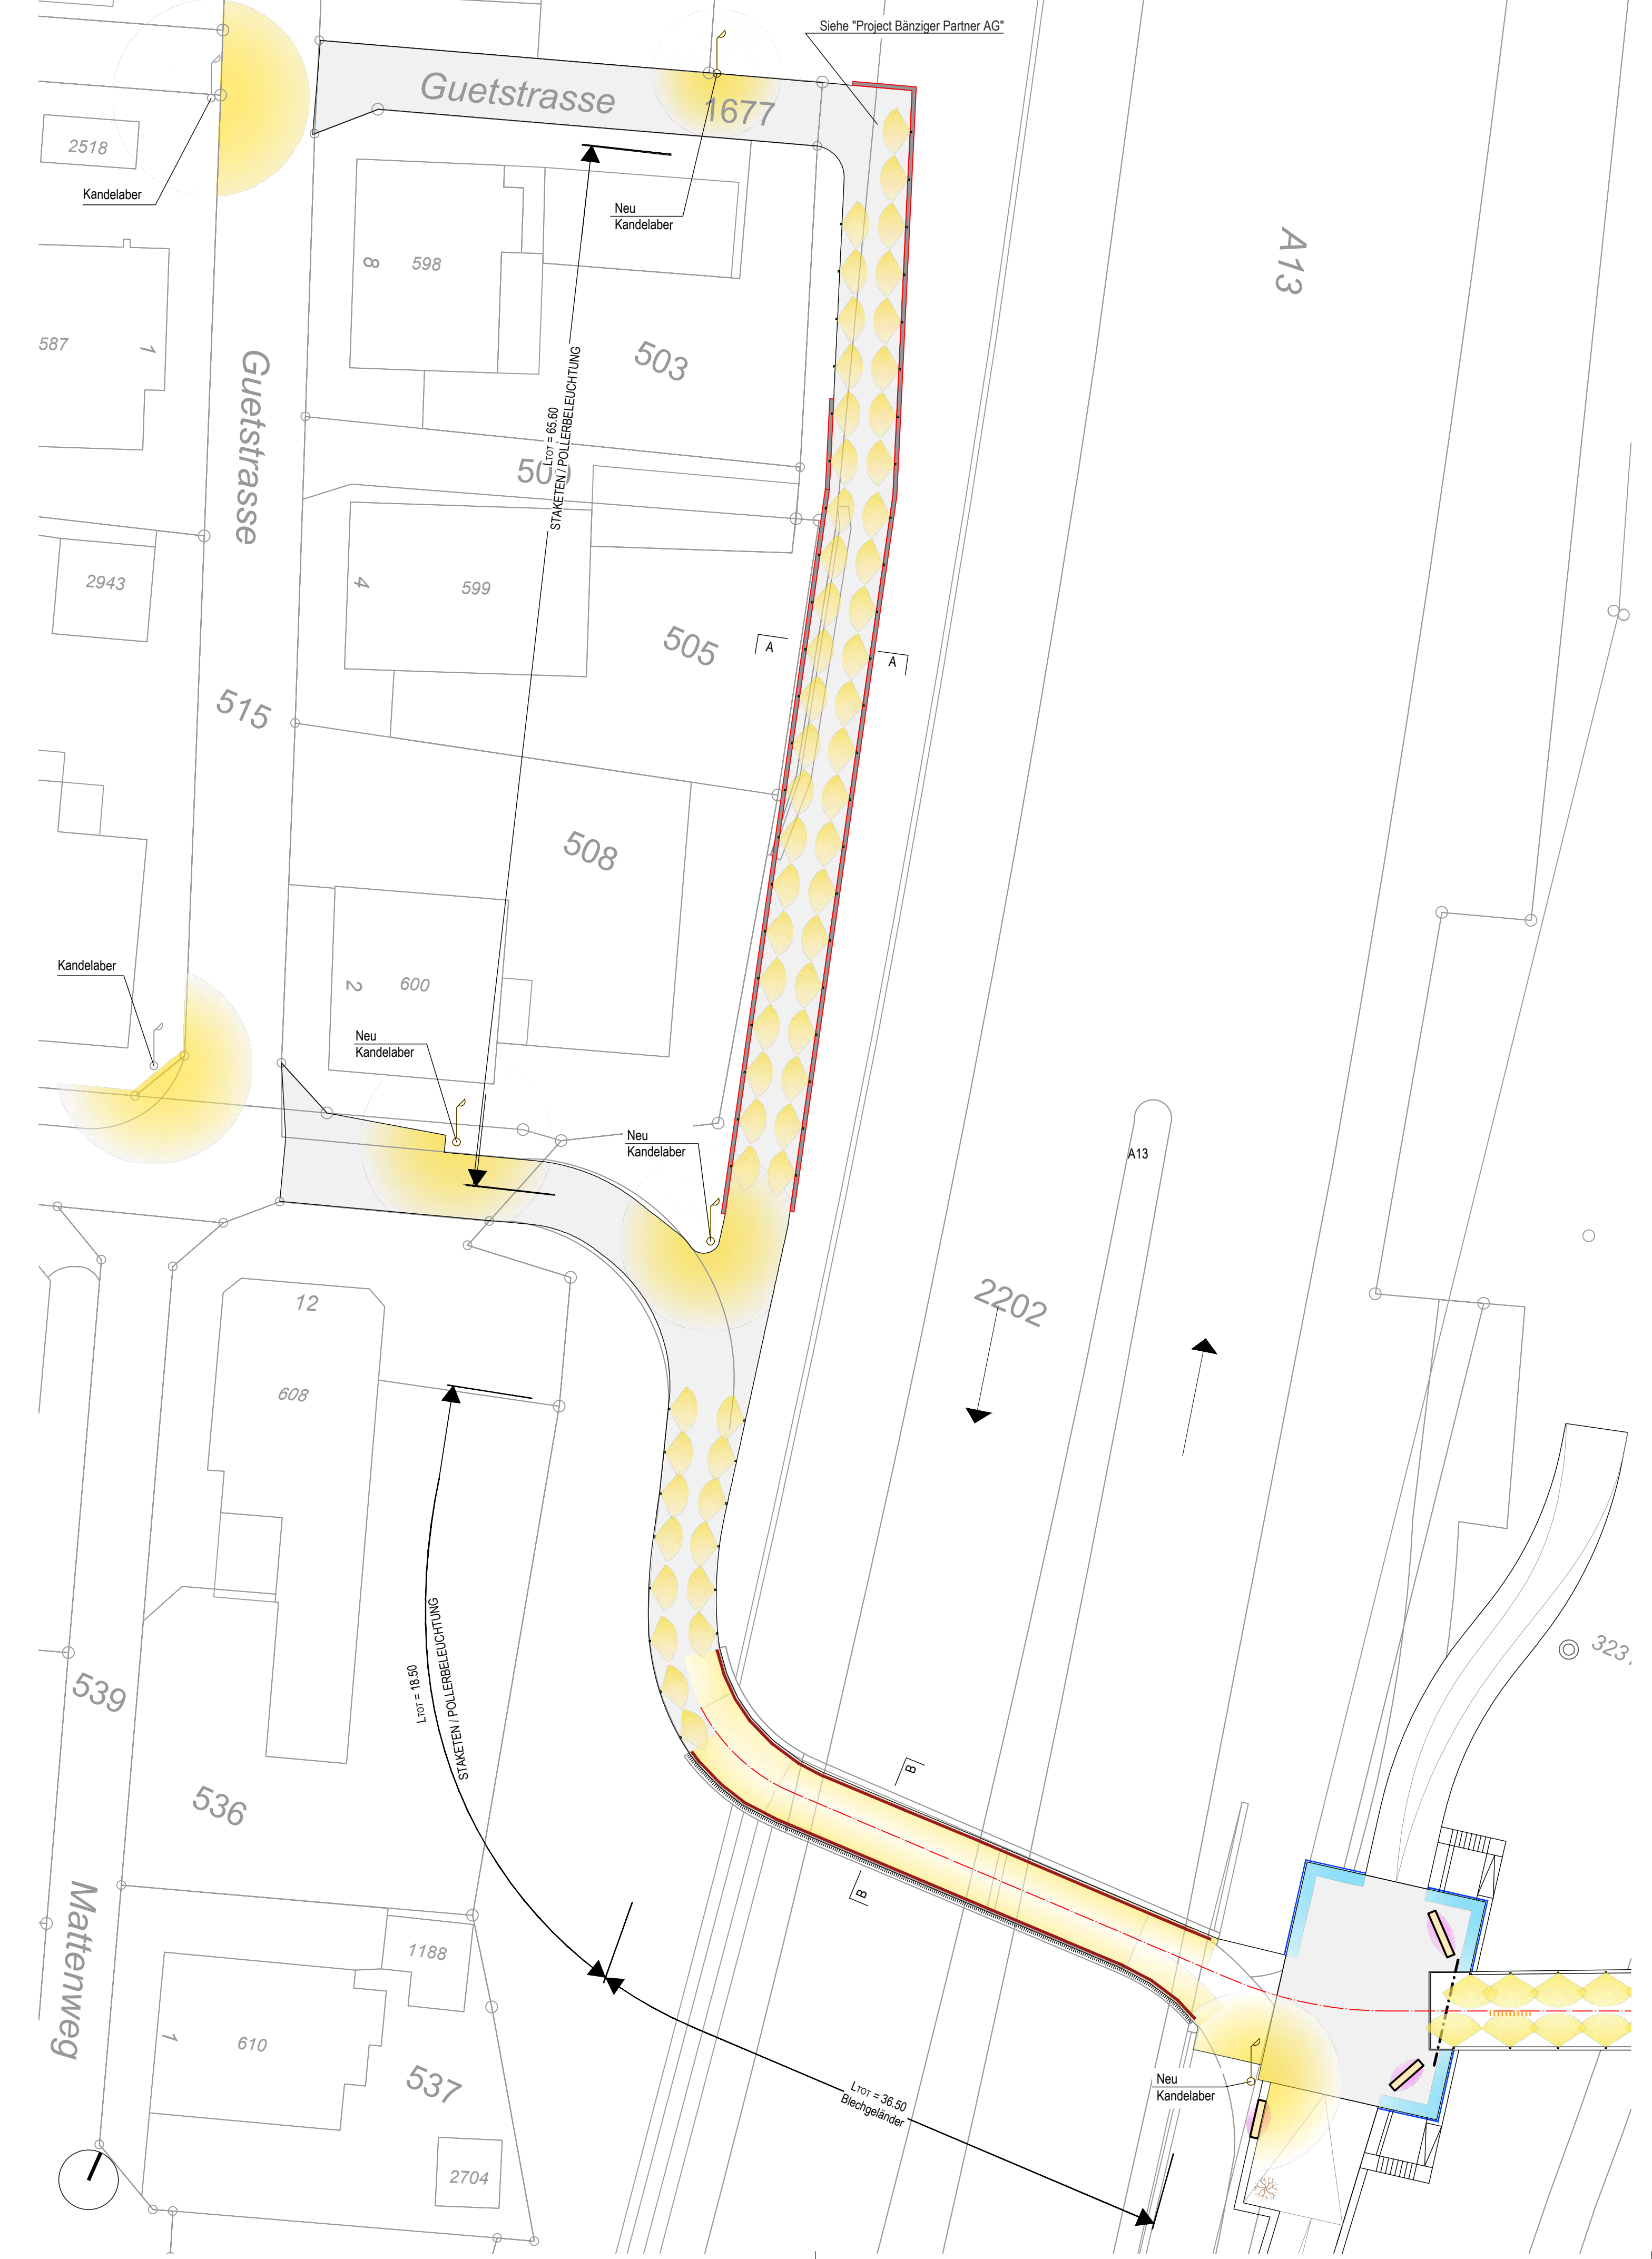 Siehe "Project Bänziger Partner AG"
Guetstrasse
1677
2518
Kandelaber
Neu
Kandelaber
A13
8
598
587
1
503
Guetstrasse
LTOT = 65.60
STAKETEN / POLLERBELEUCHTUNG
2943
4
599
505
A
A
515
508
Kandelaber
2
600
Neu
Kandelaber
Neu
Kandelaber
A13
2202
12
608
LTOT = 18.50
STAKETEN / POLLERBELEUCHTUNG
539
B
B
536
Mattenweg
1188
1
610
537
LTOT = 36.50
Blechgeländer
Neu
Kandelaber
2704